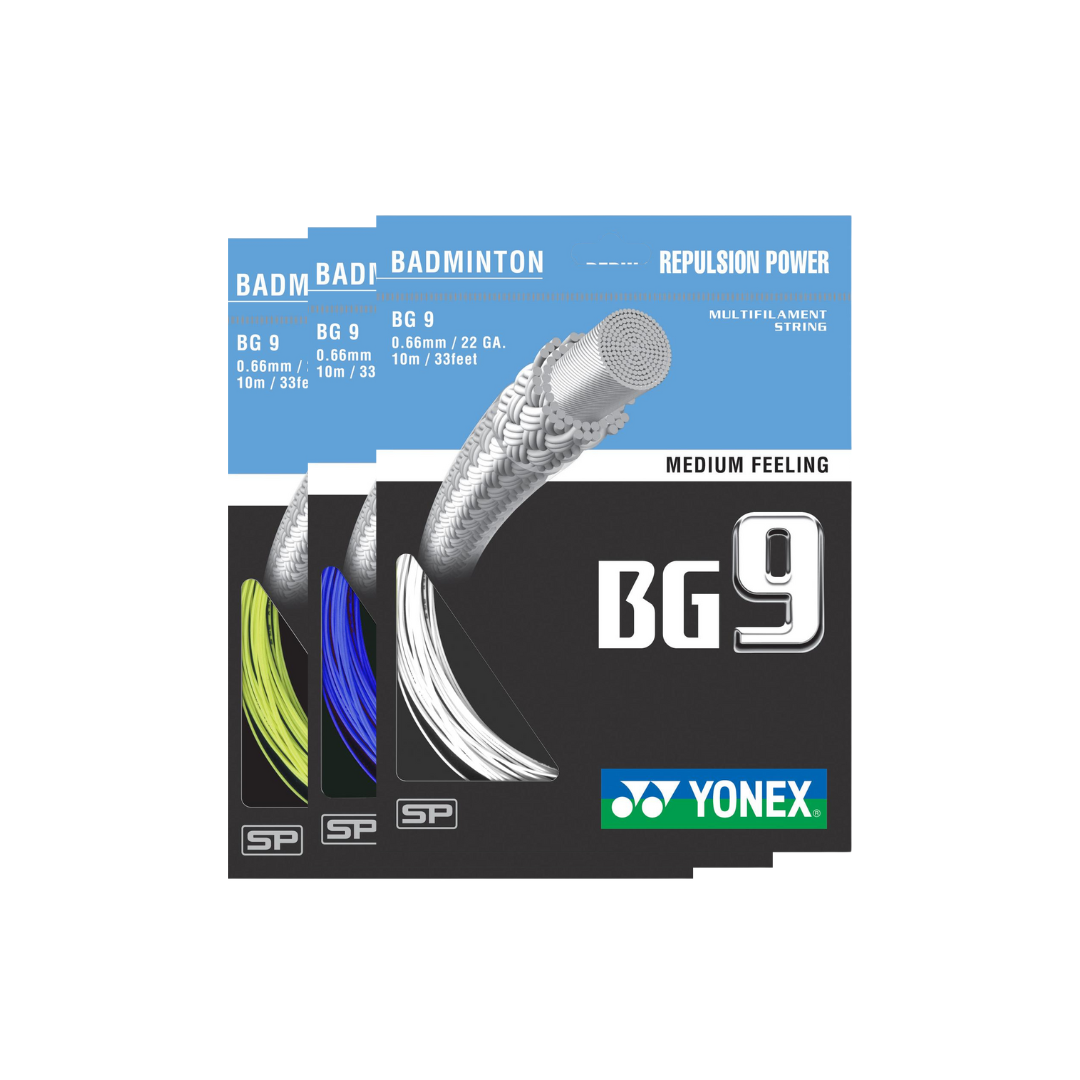 BADM
BG 9
0.66mm /
10m / 33fe
SP
BADM
BG 9
0.66mm
10m / 33
SP
BADMINTON
REPULSION POWER
MULTIFILAMENT
STRING
BG 9
0.66mm / 22 GA.
10m / 33feet
MEDIUM FEELING
BG9
YONEX®
SP